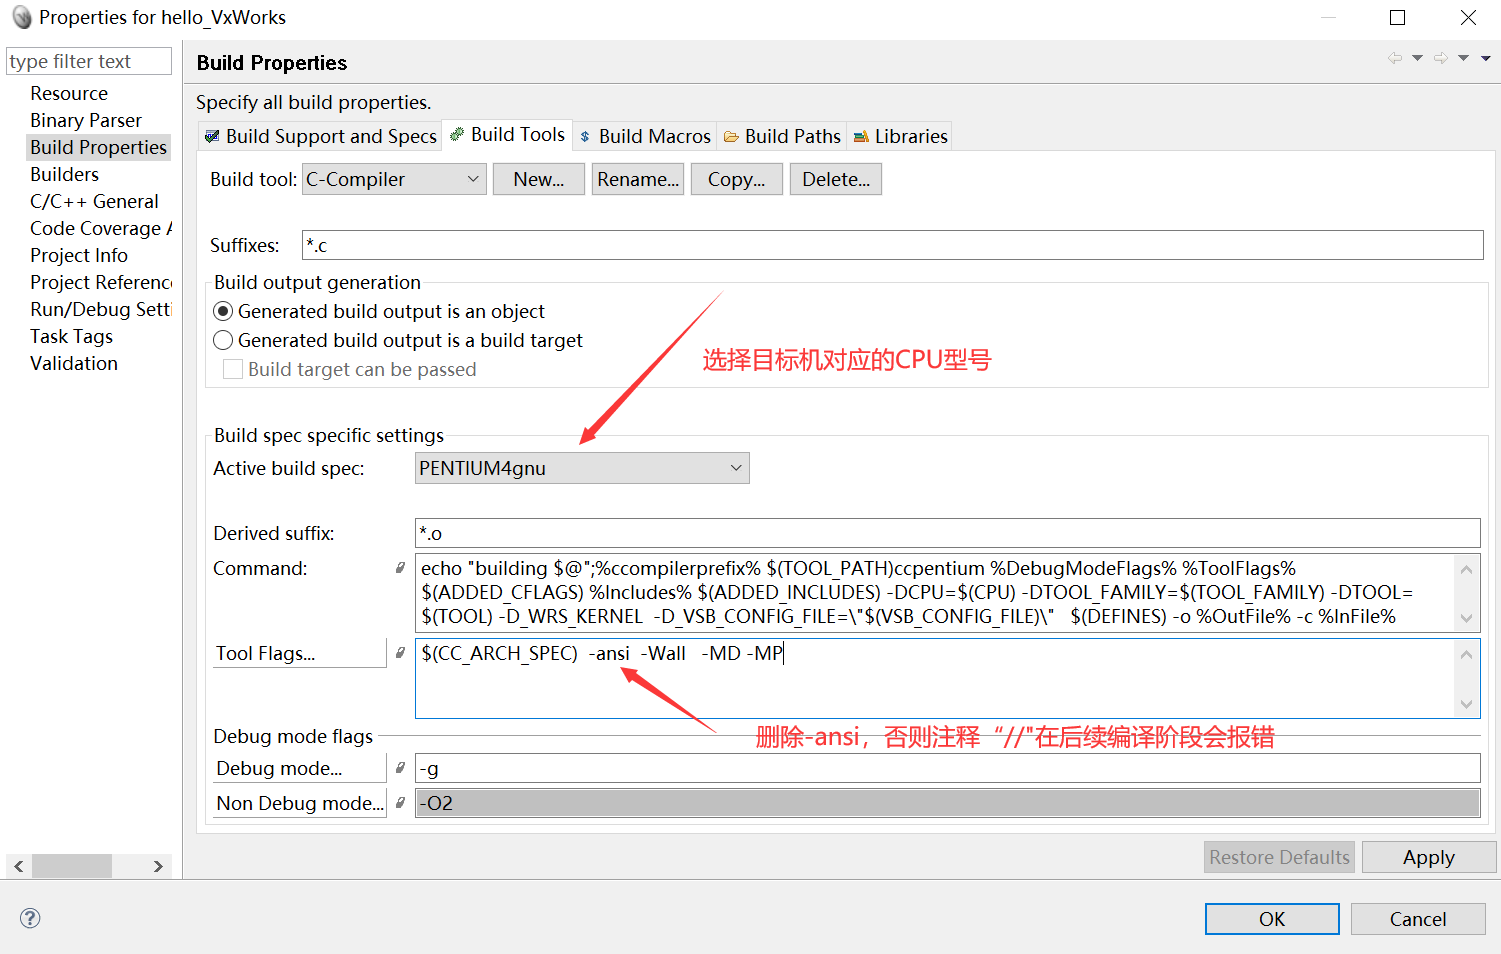 Properties for hello_VxWorks
type filter text
Resource
Binary Parser
Build Properties
Builders
C/C++ General
Code Coverage A
Project Info
Project Referenc
Run/Debug Setti
Task Tags
Validation
Build Properties
Specify all build properties.
Build Support and Specs
Build Tools
Build Macros
Build Paths
Libraries
Build tool: C-Compiler
New...
Rename...
Copy...
Delete...
Suffixes: *.c
Build output generation
Generated build output is an object
Generated build output is a build target
Build target can be passed
选择目标机对应的CPU型号
Build spec specific settings
Active build spec: PENTIUM4gnu
Derived suffix: *.o
Command: echo "building $@";%ccompilerprefix% $(TOOL_PATH)ccpentium %DebugModeFlags% %ToolFlags%
$(ADDED_CFLAGS) %Includes% $(ADDED_INCLUDES) -DCPU=$(CPU) -DTOOL_FAMILY=$(TOOL_FAMILY) -DTOOL=
$(TOOL) -D_WRS_KERNEL -D_VSB_CONFIG_FILE=\"$(VSB_CONFIG_FILE)\" $(DEFINES) -o %OutFile% -c %InFile%
Tool Flags... $(CC_ARCH_SPEC) -ansi -Wall -MD -MP
删除-ansi，否则注释“//"在后续编译阶段会报错
Debug mode flags
Debug mode... -g
Non Debug mode... -O2
Restore Defaults
Apply
?
OK
Cancel